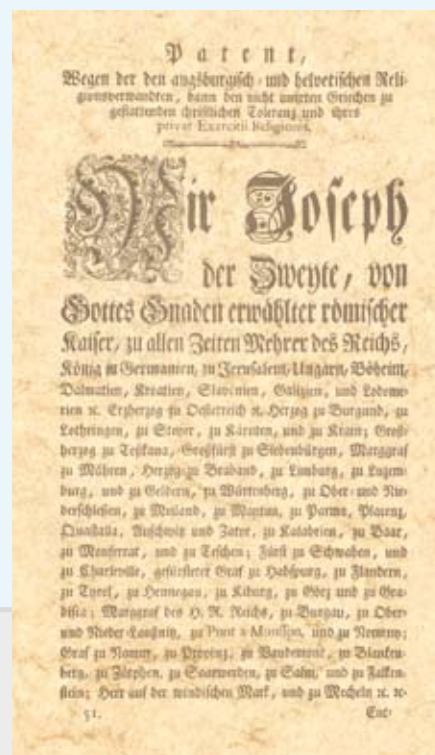 Patent,
Wegen der den augsburgisch- und helvetischen Reli-
gionsverwandten, dann den nicht unirten Griechen zu
gestattenden christlichen Toleranz und ihres
privat Exercitii Religionis.
Wir Joseph
der Zweyte, von
Gottes Gnaden erwählter römischer
Kaiser, zu allen Zeiten Mehrer des Reichs,
König in Germanien, zu Jerusalem, Ungarn, Böheim,
Dalmatien, Kroatien, Slavonien, Galizien, und Lodome-
rien ꝛc. Erzherzog zu Oesterreich ꝛc. Herzog zu Burgund, zu
Lothringen, zu Steyer, zu Kärnten, und zu Krain; Groß-
herzog zu Toskana, Großfürst zu Siebenbürgen, Marggraf
zu Mähren, Herzog zu Braband, zu Limburg, zu Luxem-
burg, und zu Geldern, zu Würtenberg, zu Ober- und Nie-
derschlesien, zu Meiland, zu Mantua, zu Parma, Placenz,
Quastalla, Auschwitz und Zator, zu Kalabrien, zu Baar,
zu Monferrat, und zu Teschen; Fürst zu Schwaben, und
zu Charleville, gefürsteter Graf zu Habspurg, zu Flandern,
zu Tyrol, zu Hennegau, zu Kiburg, zu Görz und zu Gra-
diska; Marggraf des H. R. Reichs, zu Burgau, zu Ober-
und Nieder-Laußnitz, zu Pont a Mousson, und zu Nomeny;
Graf zu Namur, zu Provinz, zu Vaudemont, zu Blanken-
berg, zu Zütphen, zu Saarwerden, zu Salm, und zu Falken-
stein; Herr auf der windischen Mark, und zu Mecheln ꝛc. ꝛc.
51. Ent-